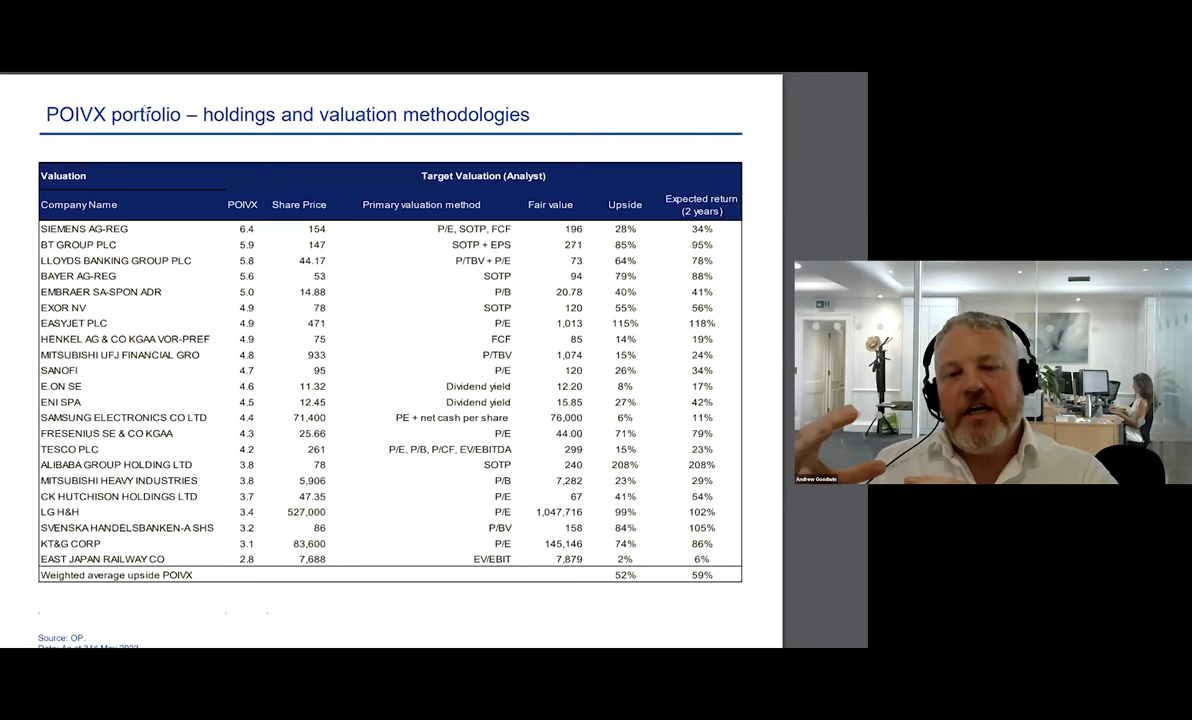 POIVX portfolio – holdings and valuation methodologies
Valuation Target Valuation (Analyst)
Company Name POIVX Share Price Primary valuation method Fair value Upside Expected return (2 years)
SIEMENS AG-REG 6.4 154 P/E, SOTP, FCF 196 28% 34%
BT GROUP PLC 5.9 147 SOTP + EPS 271 85% 95%
LLOYDS BANKING GROUP PLC 5.8 44.17 P/TBV + P/E 73 64% 78%
BAYER AG-REG 5.6 53 SOTP 94 79% 88%
EMBRAER SA-SPON ADR 5.0 14.88 P/B 20.78 40% 41%
EXOR NV 4.9 78 SOTP 120 55% 56%
EASYJET PLC 4.9 471 P/E 1,013 115% 118%
HENKEL AG & CO KGAA VOR-PREF 4.9 75 FCF 85 14% 19%
MITSUBISHI UFJ FINANCIAL GRO 4.8 933 P/TBV 1,074 15% 24%
SANOFI 4.7 95 P/E 120 26% 34%
E.ON SE 4.6 11.32 Dividend yield 12.20 8% 17%
ENI SPA 4.5 12.45 Dividend yield 15.85 27% 42%
SAMSUNG ELECTRONICS CO LTD 4.4 71,400 PE + net cash per share 76,000 6% 11%
FRESENIUS SE & CO KGAA 4.3 25.66 P/E 44.00 71% 79%
TESCO PLC 4.2 261 P/E, P/B, P/CF, EV/EBITDA 299 15% 23%
ALIBABA GROUP HOLDING LTD 3.8 78 SOTP 240 208% 208%
MITSUBISHI HEAVY INDUSTRIES 3.8 5,906 P/B 7,282 23% 29%
CK HUTCHISON HOLDINGS LTD 3.7 47.35 P/E 67 41% 54%
LG H&H 3.4 527,000 P/E 1,047,716 99% 102%
SVENSKA HANDELSBANKEN-A SHS 3.2 86 P/BV 158 84% 105%
KT&G CORP 3.1 83,600 P/E 145,146 74% 86%
EAST JAPAN RAILWAY CO 2.8 7,688 EV/EBIT 7,879 2% 6%
Weighted average upside POIVX 52% 59%
Source: OP.
Data: As at 31st May 2023
Andrew Goodwin